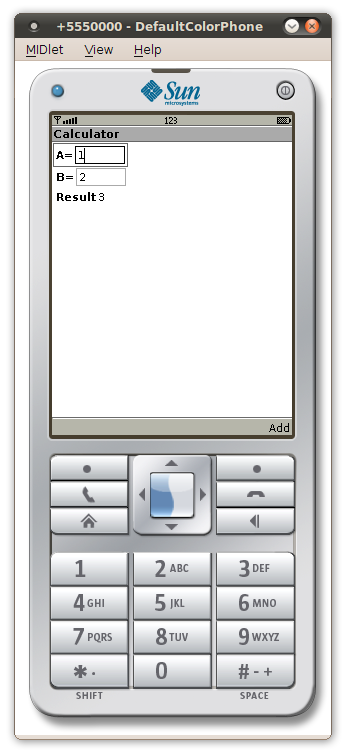 +5550000 - DefaultColorPhone
MIDlet View Help
Sun
microsystems
123
Calculator
A= 1
B= 2
Result 3
Add
1 2 ABC 3 DEF
4 GHI 5 JKL 6 MNO
7 PQRS 8 TUV 9 WXYZ
* . 0 # - +
SHIFT SPACE